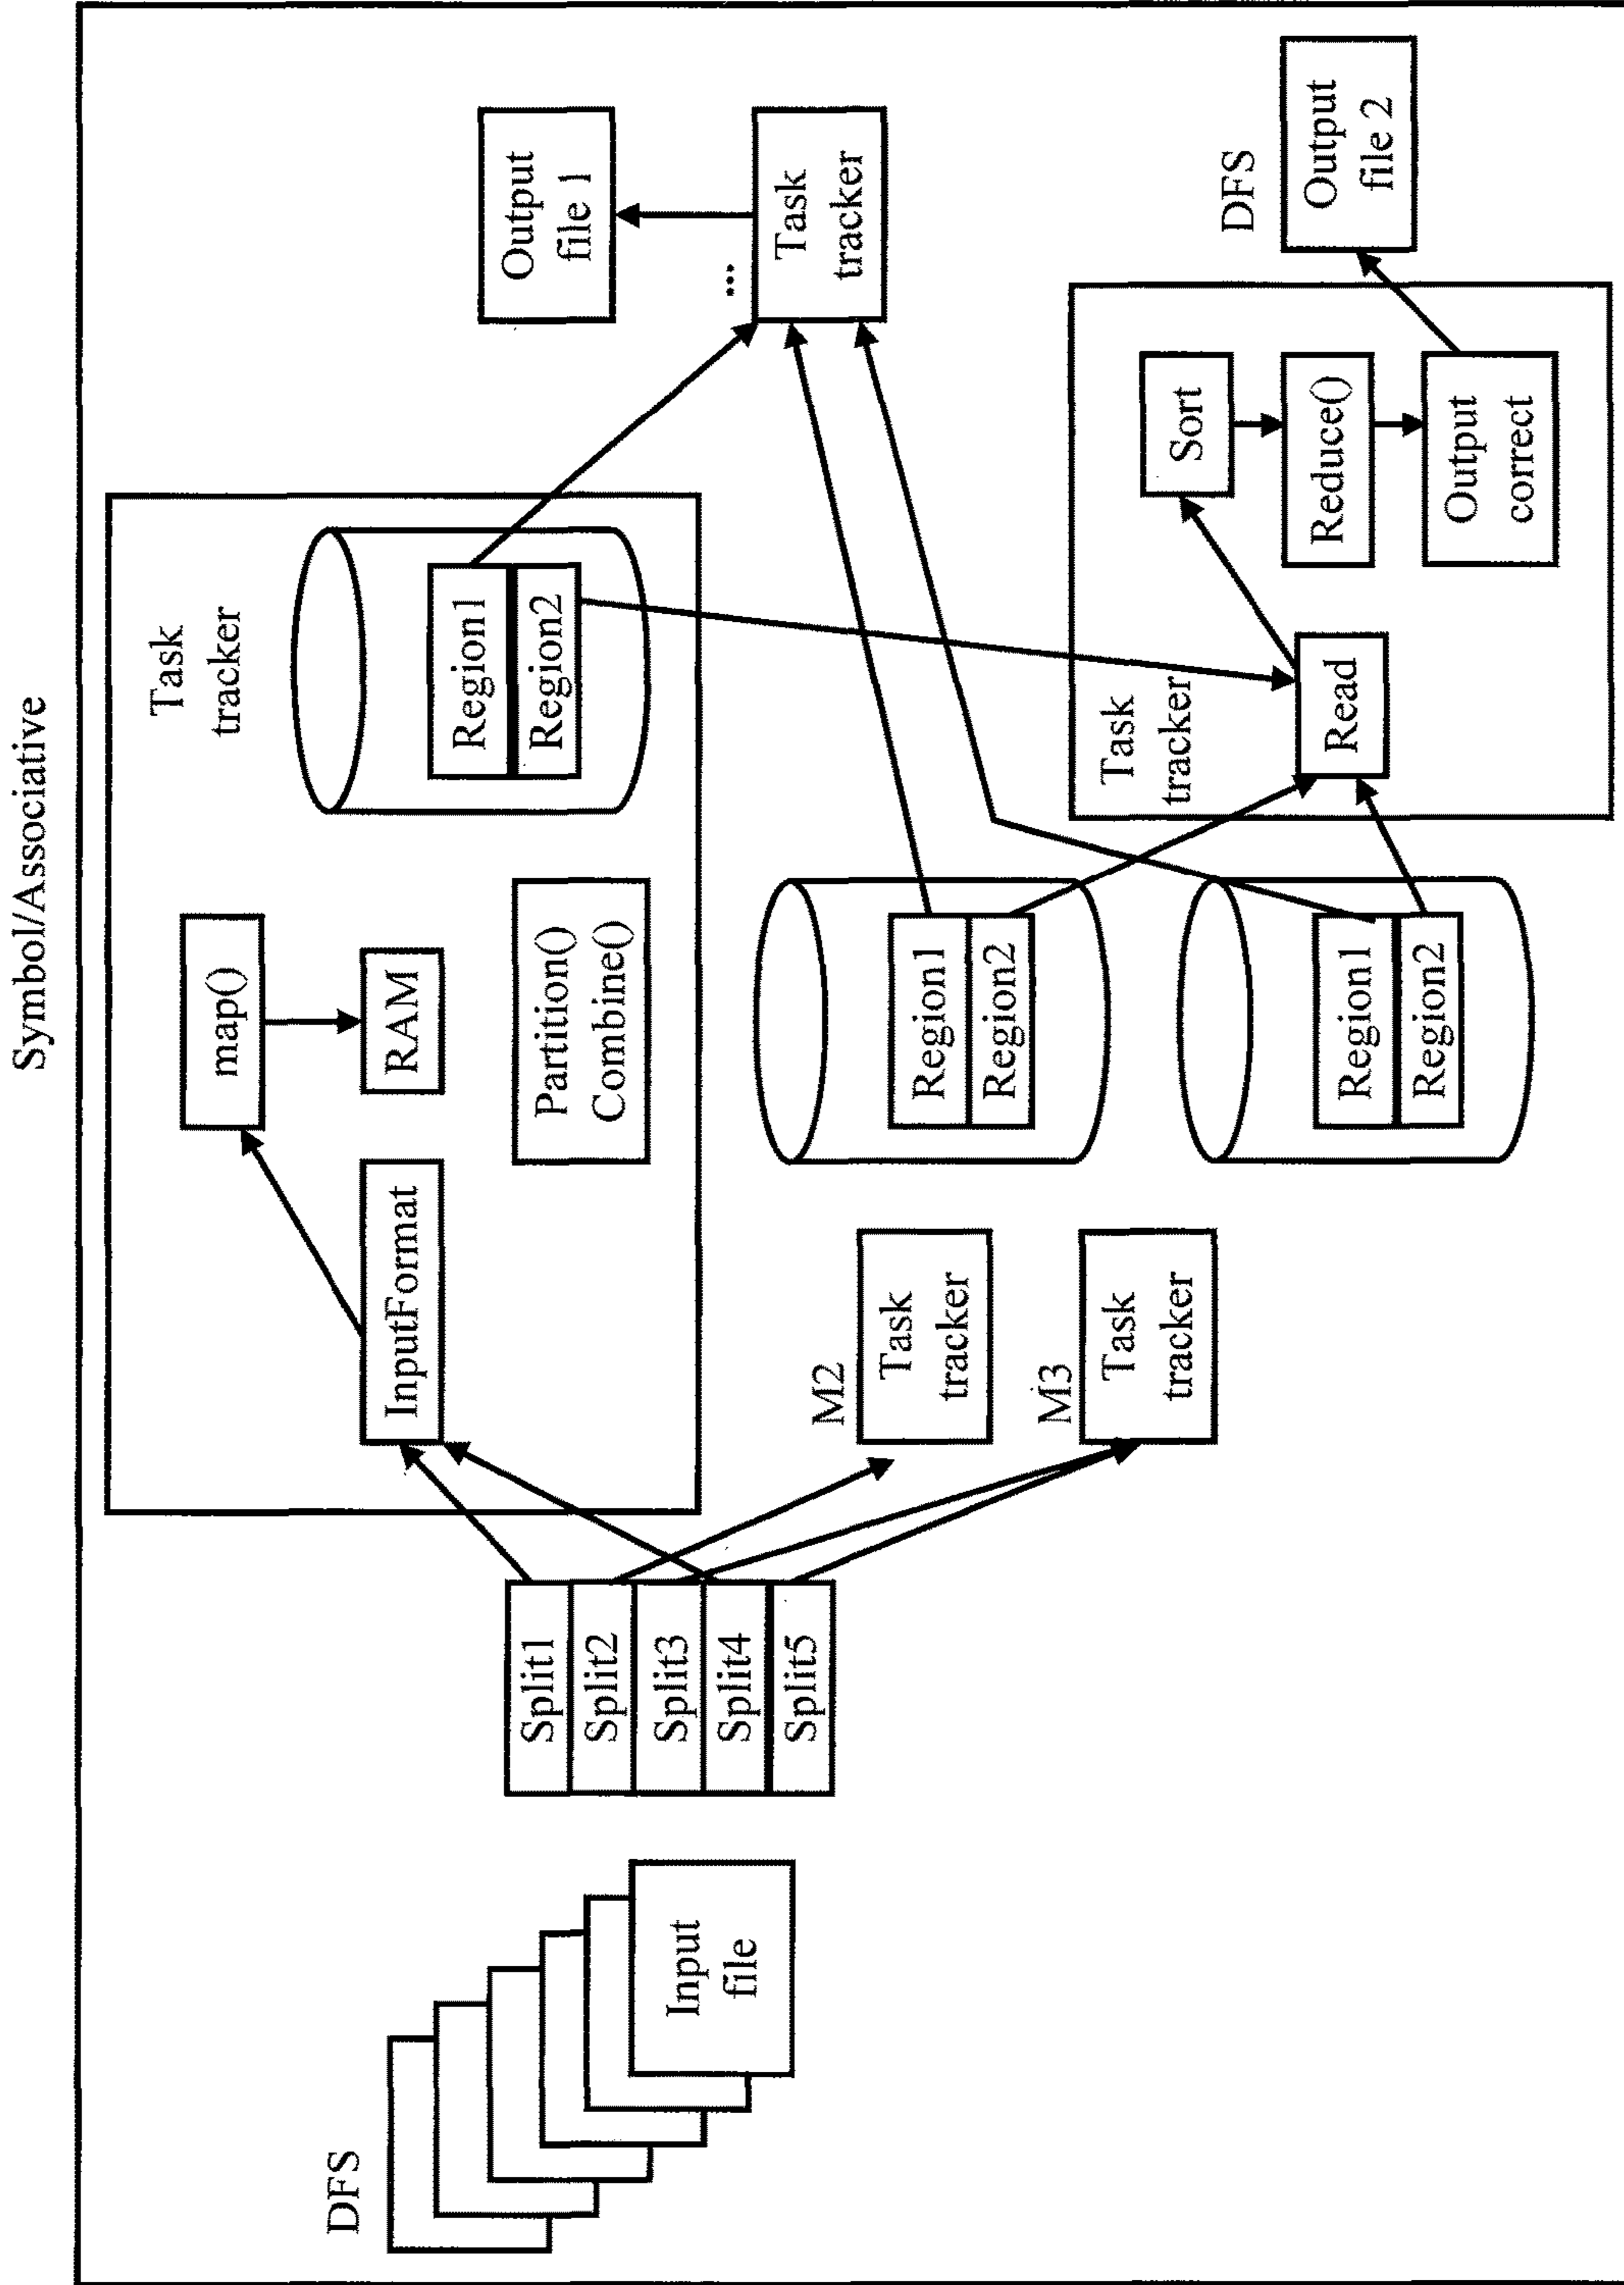 Symbol/Associative
DFS
Input
file
Split1
Split2
Split3
Split4
Split5
InputFormat
map()
RAM
Partition()
Combine()
Task
tracker
Region1
Region2
M2
Task
tracker
M3
Task
tracker
Region1
Region2
Region1
Region2
Output
file 1
...
Task
tracker
Task
tracker
Read
Sort
Reduce()
Output
correct
DFS
Output
file 2